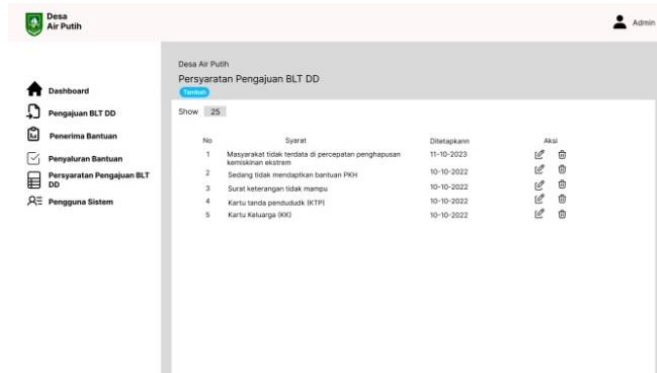 Desa
Air Putih
Admin
Dashboard
Pengajuan BLT DD
Penerima Bantuan
Penyaluran Bantuan
Persyaratan Pengajuan BLT
DD
Pengguna Sistem
Desa Air Putih
Persyaratan Pengajuan BLT DD
Tambah
Show 25
No Syarat Ditetapkann Aksi
1 Masyarakat tidak terdata di percepatan penghapusan
kemiskinan ekstrem 11-10-2023
2 Sedang tidak mendaptkan bantuan PKH 10-10-2022
3 Surat keterangan tidak mampu 10-10-2022
4 Kartu tanda pendududk (KTP) 10-10-2022
5 Kartu Keluarga (KK) 10-10-2022